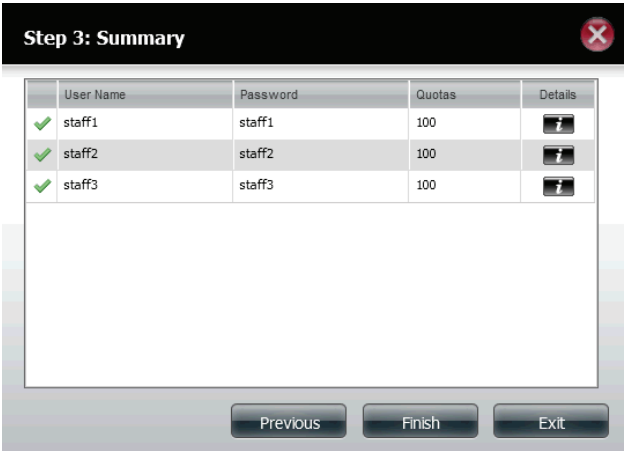 Step 3: Summary
User Name Password Quotas Details
staff1 staff1 100 i
staff2 staff2 100 i
staff3 staff3 100 i
Previous Finish Exit